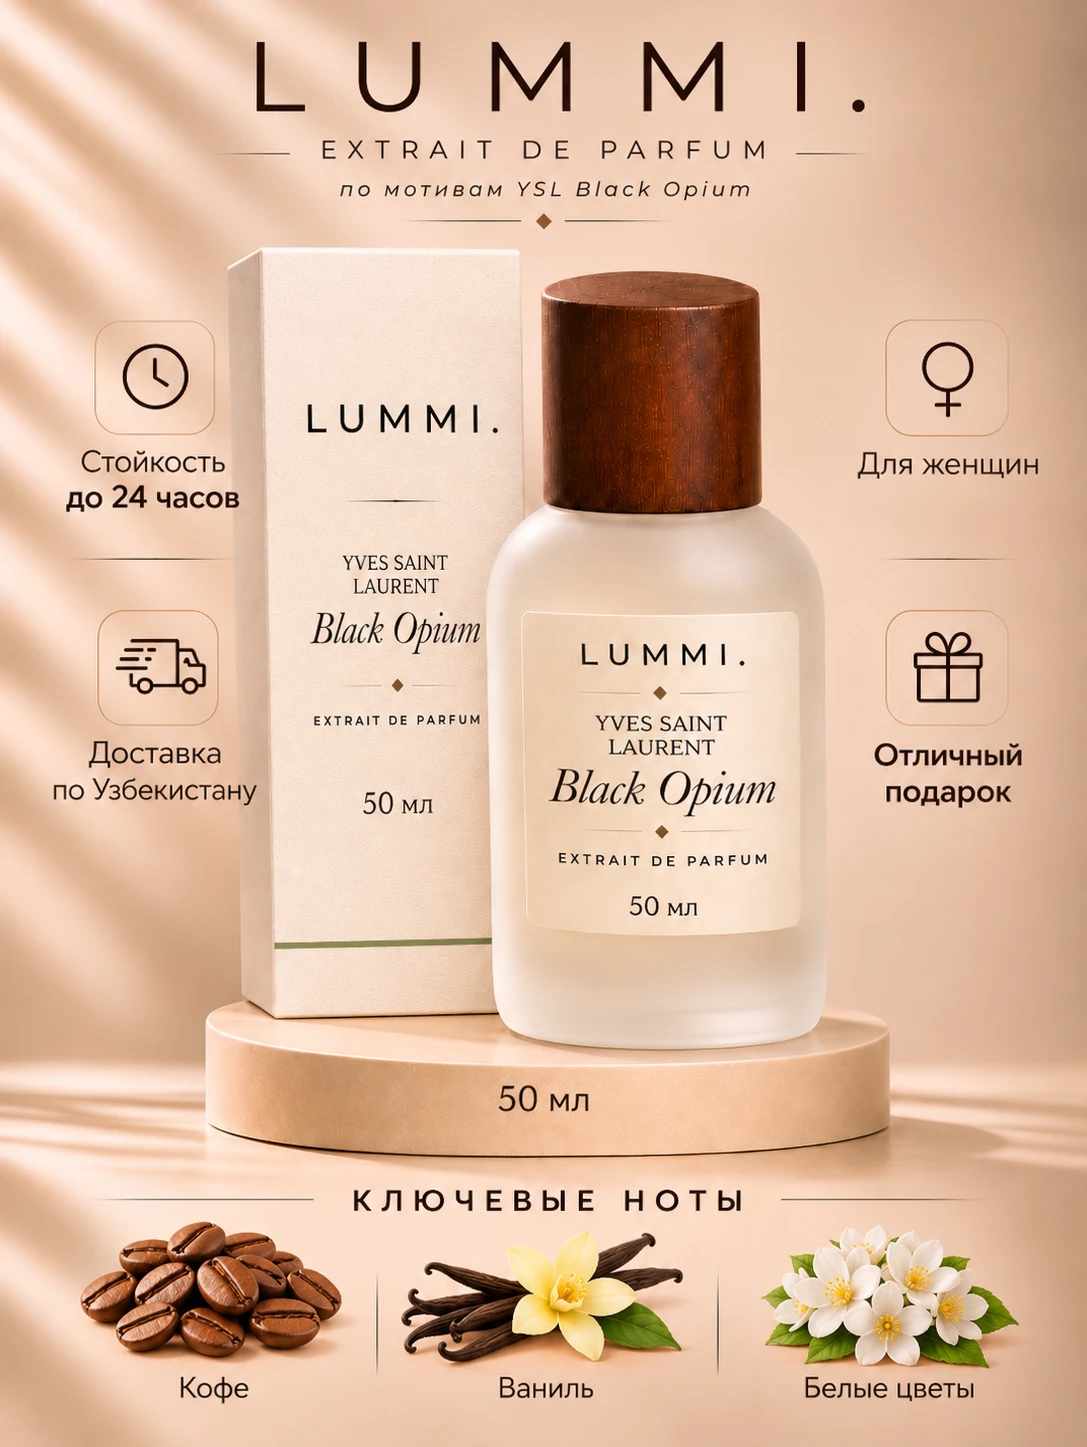 LUMMI.
EXTRAIT DE PARFUM
по мотивам YSL Black Opium
Стойкость
до 24 часов
Доставка
по Узбекистану
LUMMI.
YVES SAINT
LAURENT
Black Opium
EXTRAIT DE PARFUM
50 мл
LUMMI.
YVES SAINT
LAURENT
Black Opium
EXTRAIT DE PARFUM
50 мл
Для женщин
Отличный
подарок
50 мл
КЛЮЧЕВЫЕ НОТЫ
Кофе
Ваниль
Белые цветы